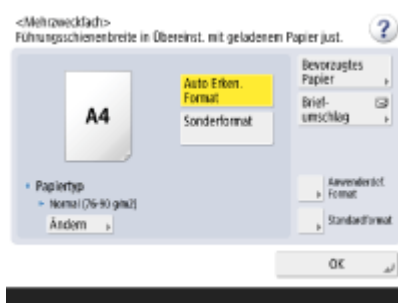 <Mehrzweckfach>
Führungsschienenbreite in Übereinst. mit geladenem Papier just.
?
Bevorzugtes
Papier
Auto Erken.
Format
A4
Sonderformat
Brief-
umschlag
Papiertyp
Normal (76-90 g/m2)
Ändern
Anwenderdef.
Format
Standardformat
OK